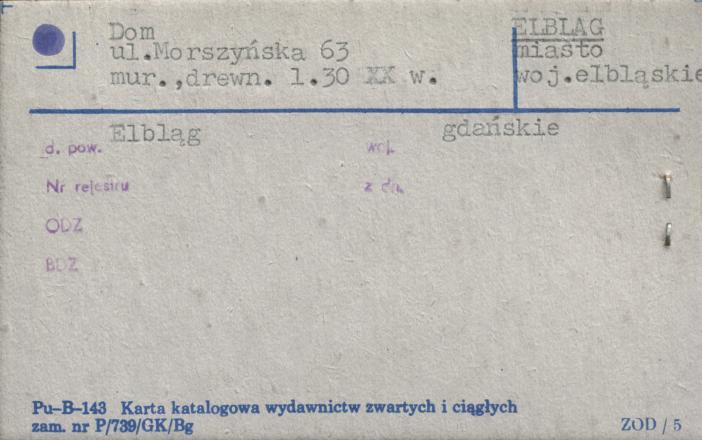 Dom
ul.Morszyńska 63
mur.,drewn. l.30 XX w.
ELBLĄG
miasto
woj.elbląskie
d. pow. Elbląg
woj. gdańskie
Nr rejestru
z dn.
ODZ
BDZ
Pu–B–143 Karta katalogowa wydawnictw zwartych i ciągłych
zam. nr P/739/GK/Bg
ZOD / 5